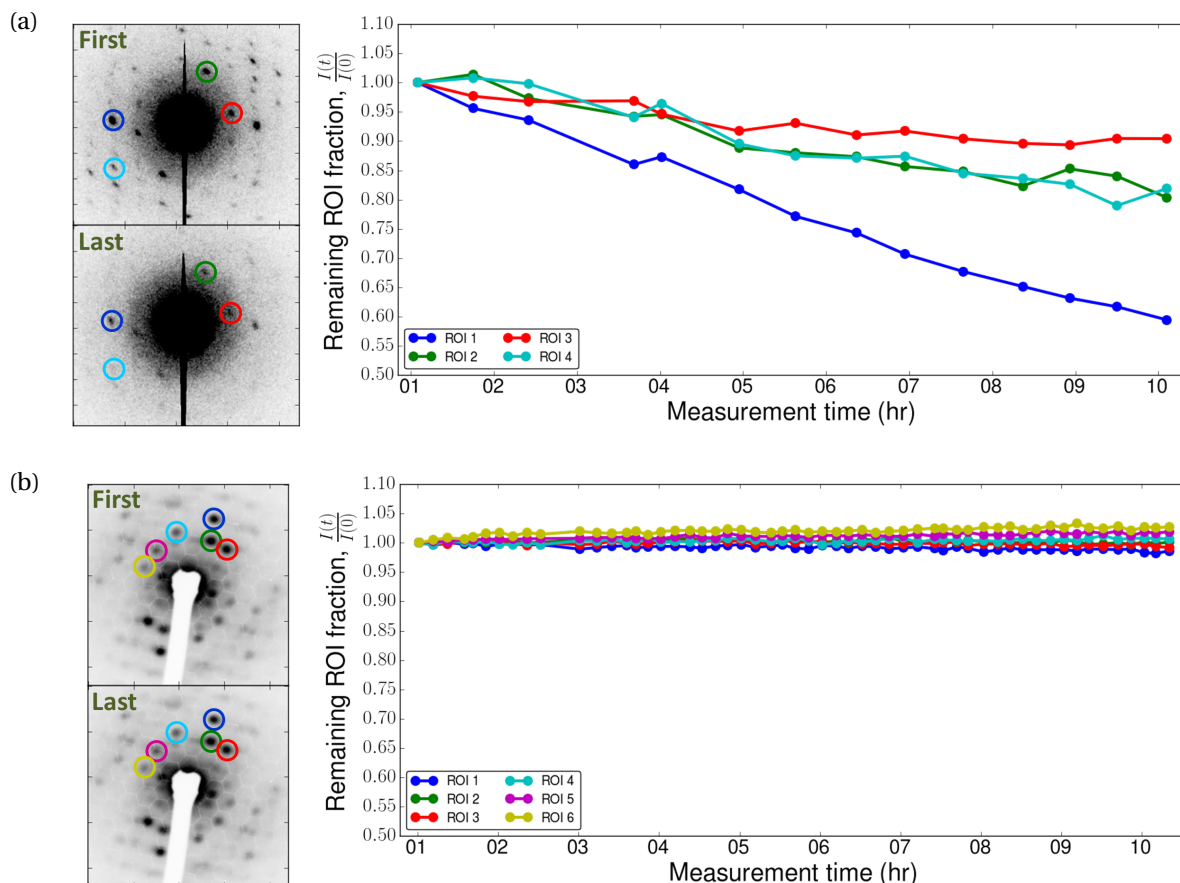 (a)
First
Last
Remaining ROI fraction, I(t)/I(0)
1.10
1.05
1.00
0.95
0.90
0.85
0.80
0.75
0.70
0.65
0.60
0.55
0.50
ROI 1
ROI 2
ROI 3
ROI 4
01 02 03 04 05 06 07 08 09 10
Measurement time (hr)
(b)
First
Last
Remaining ROI fraction, I(t)/I(0)
1.10
1.05
1.00
0.95
0.90
0.85
0.80
0.75
0.70
0.65
0.60
0.55
0.50
ROI 1
ROI 2
ROI 3
ROI 4
ROI 5
ROI 6
01 02 03 04 05 06 07 08 09 10
Measurement time (hr)